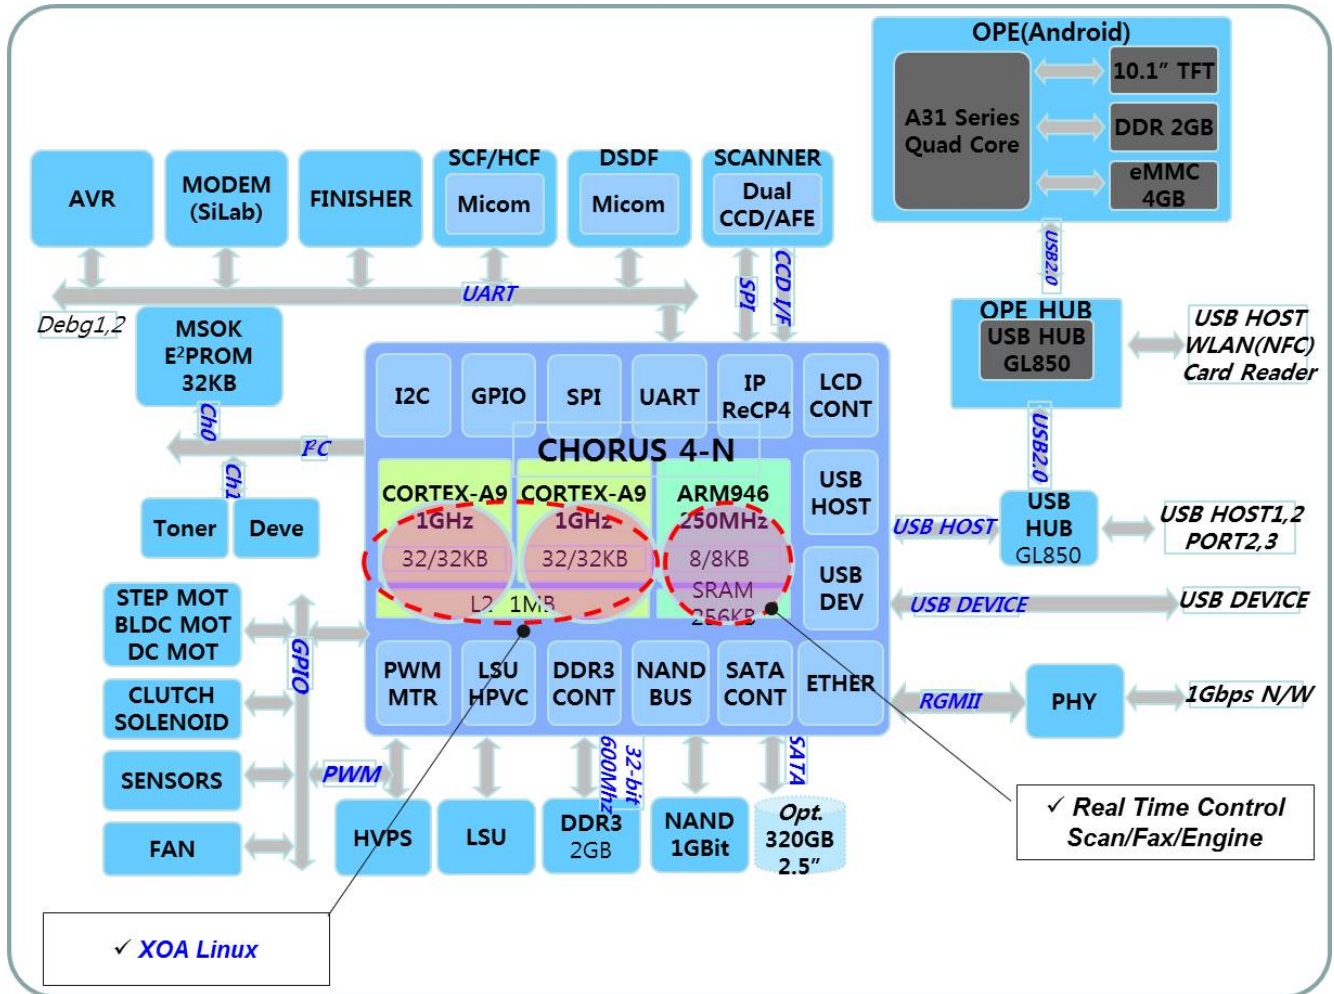 OPE(Android)
A31 Series
Quad Core
10.1” TFT
DDR 2GB
eMMC
4GB
AVR
MODEM
(SiLab)
FINISHER
SCF/HCF
Micom
DSDF
Micom
SCANNER
Dual
CCD/AFE
USB2.0
UART
SPI
CCD I/F
Debg1,2
MSOK
E²PROM
32KB
OPE HUB
USB HUB
GL850
USB HOST
WLAN(NFC)
Card Reader
I2C
GPIO
SPI
UART
IP
ReCP4
LCD
CONT
Ch0
I²C
Ch1
USB2.0
CHORUS 4-N
CORTEX-A9
1GHz
32/32KB
CORTEX-A9
1GHz
32/32KB
L2 1MB
ARM946
250MHz
8/8KB
SRAM
256KB
USB
HOST
USB
DEV
Toner
Deve
USB HOST
USB
HUB
GL850
USB HOST1,2
PORT2,3
USB DEVICE
USB DEVICE
STEP MOT
BLDC MOT
DC MOT
GPIO
CLUTCH
SOLENOID
SENSORS
FAN
PWM
MTR
LSU
HPVC
DDR3
CONT
NAND
BUS
SATA
CONT
ETHER
RGMII
PHY
1Gbps N/W
PWM
32-bit
600Mhz
SATA
HVPS
LSU
DDR3
2GB
NAND
1GBit
Opt.
320GB
2.5”
✓ Real Time Control
Scan/Fax/Engine
✓ XOA Linux